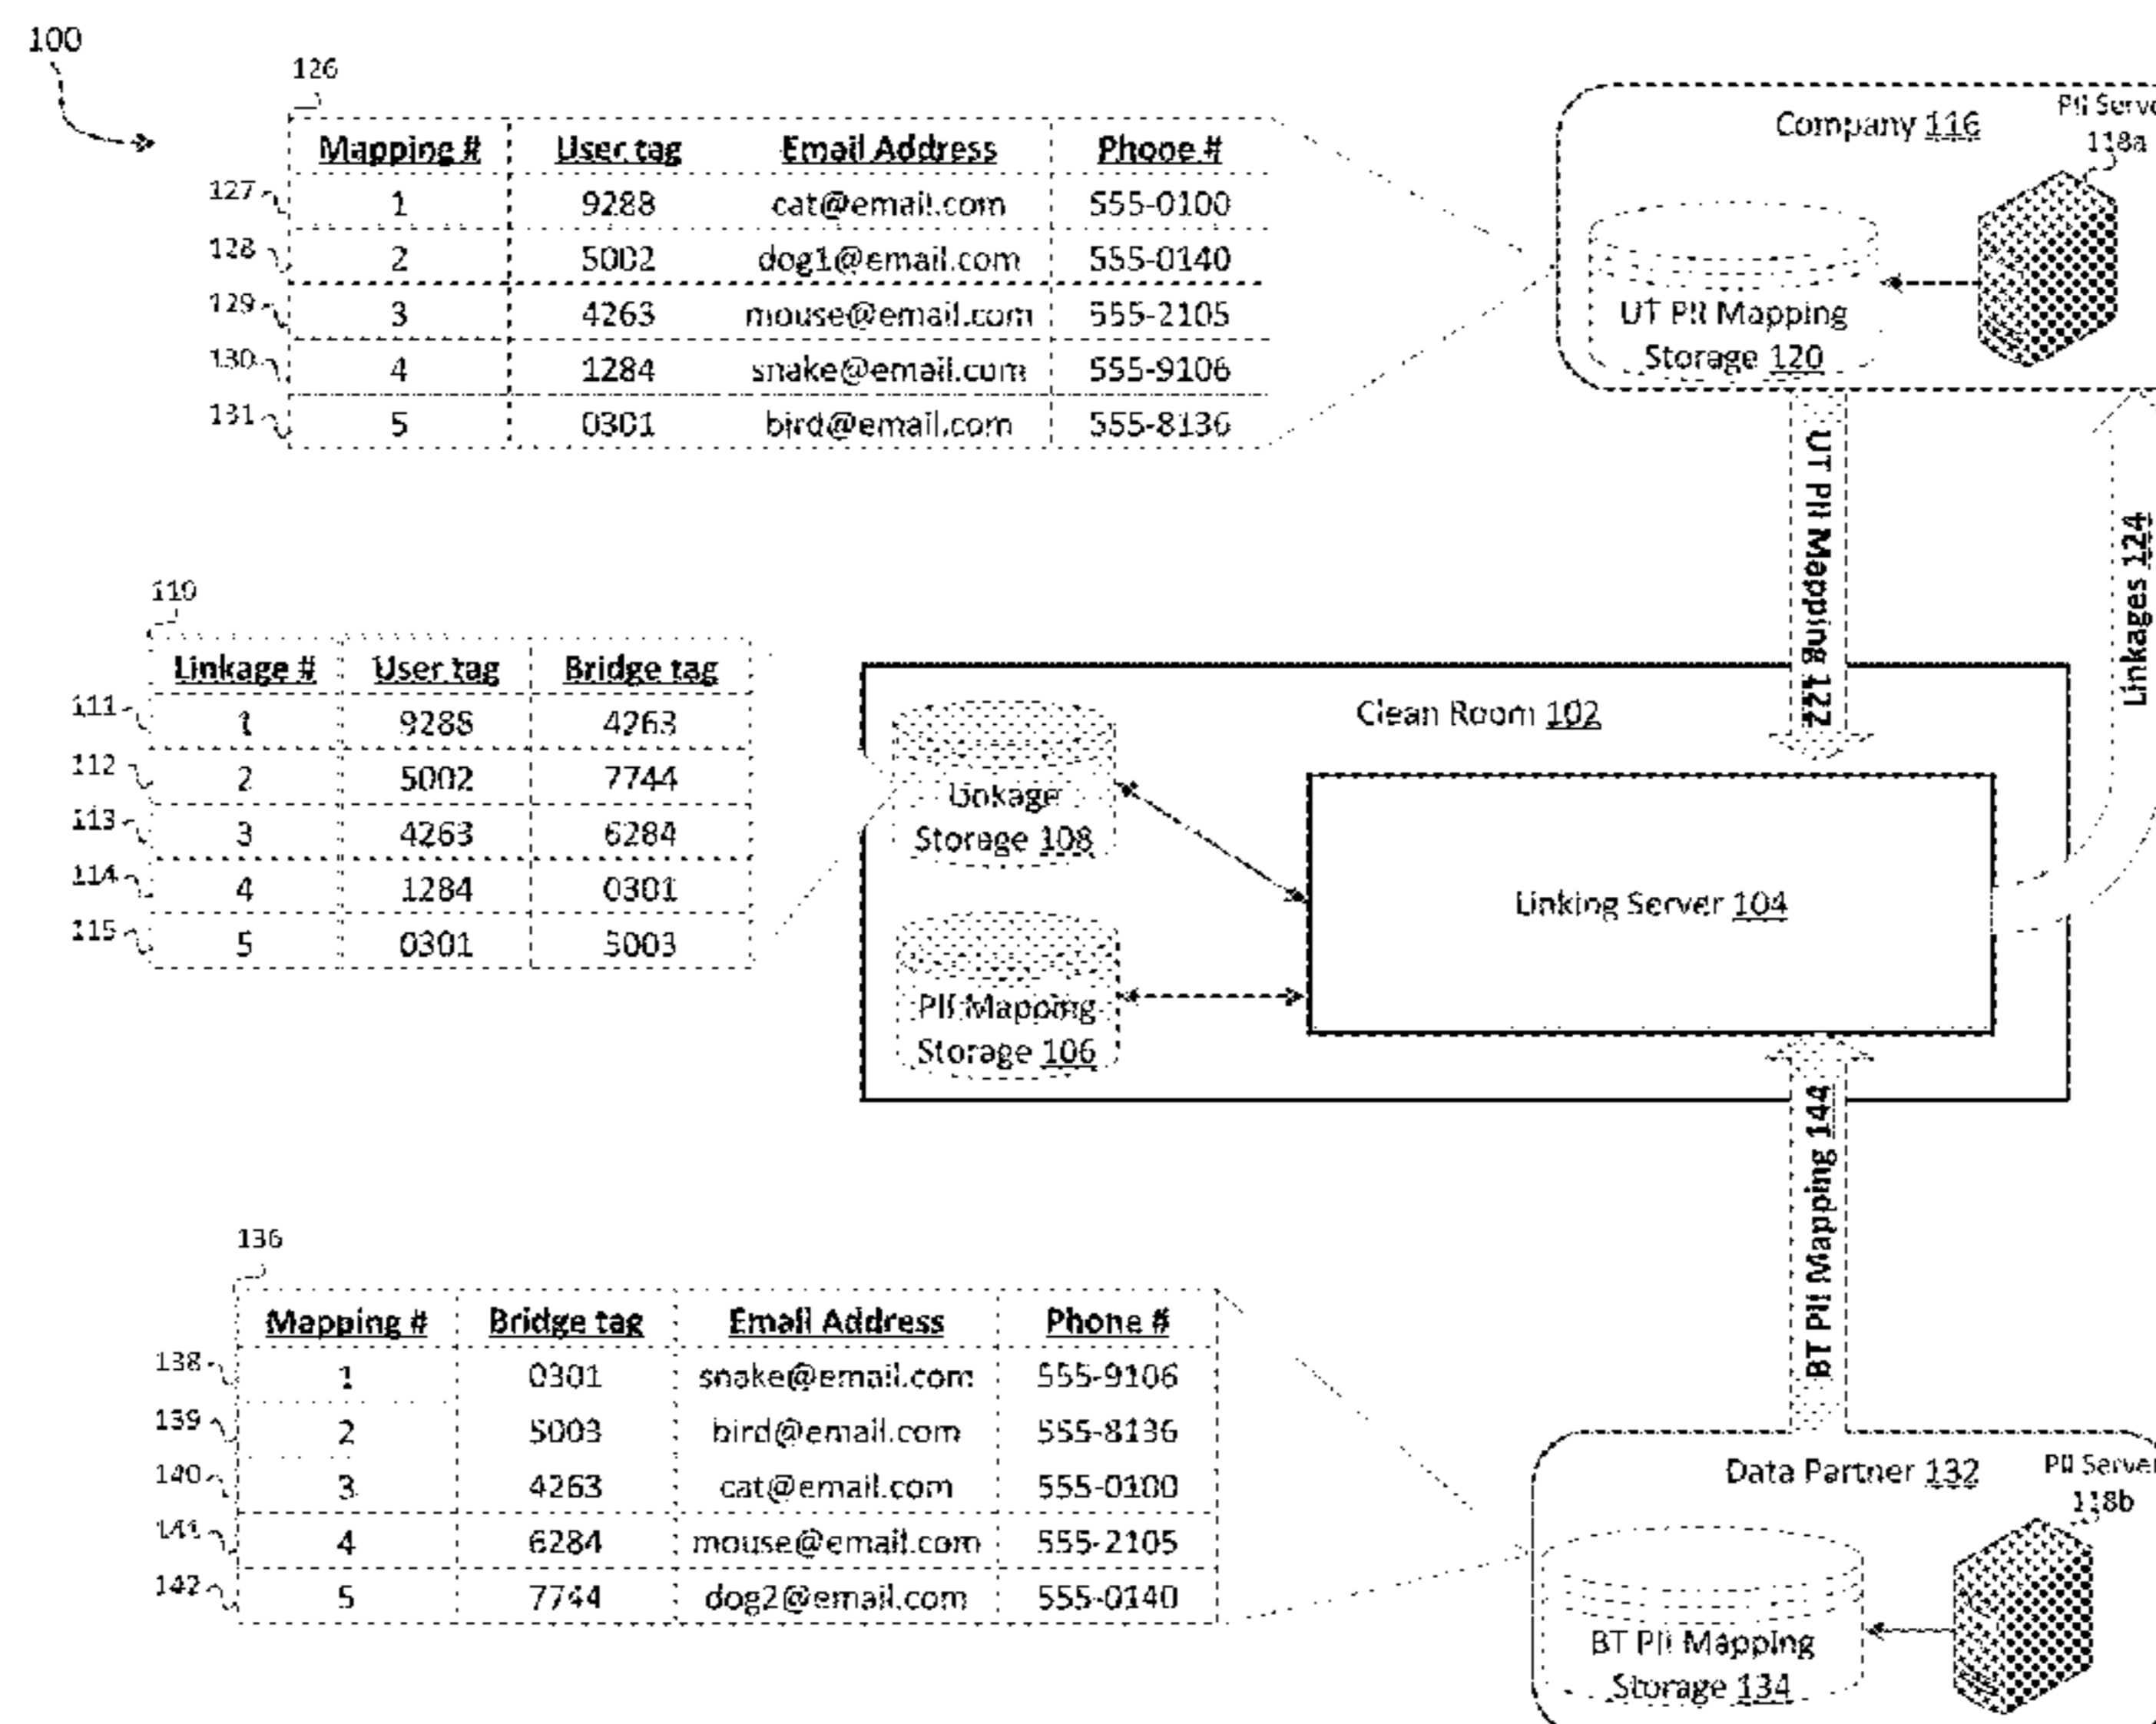 100
126
Mapping # User tag Email Address Phone #
127 1 9288 cat@email.com 555-0100
128 2 5002 dog1@email.com 555-0140
129 3 4263 mouse@email.com 555-2105
130 4 1284 snake@email.com 555-9106
131 5 0301 bird@email.com 555-8136
Company 116
118a
UT PII Mapping
Storage 120
UT PII Mapping 122
Linkages 124
110
Linkage # User tag Bridge tag
111 1 9288 4263
112 2 5002 7744
113 3 4263 6284
114 4 1284 0301
115 5 0301 5003
Clean Room 102
Linkage
Storage 108
Linking Server 104
PII Mapping
Storage 106
BT PII Mapping 144
136
Mapping # Bridge tag Email Address Phone #
138 1 0301 snake@email.com 555-9106
139 2 5003 bird@email.com 555-8136
140 3 4263 cat@email.com 555-0100
141 4 6284 mouse@email.com 555-2105
142 5 7744 dog2@email.com 555-0140
Data Partner 132
PII Server
118b
BT PII Mapping
Storage 134